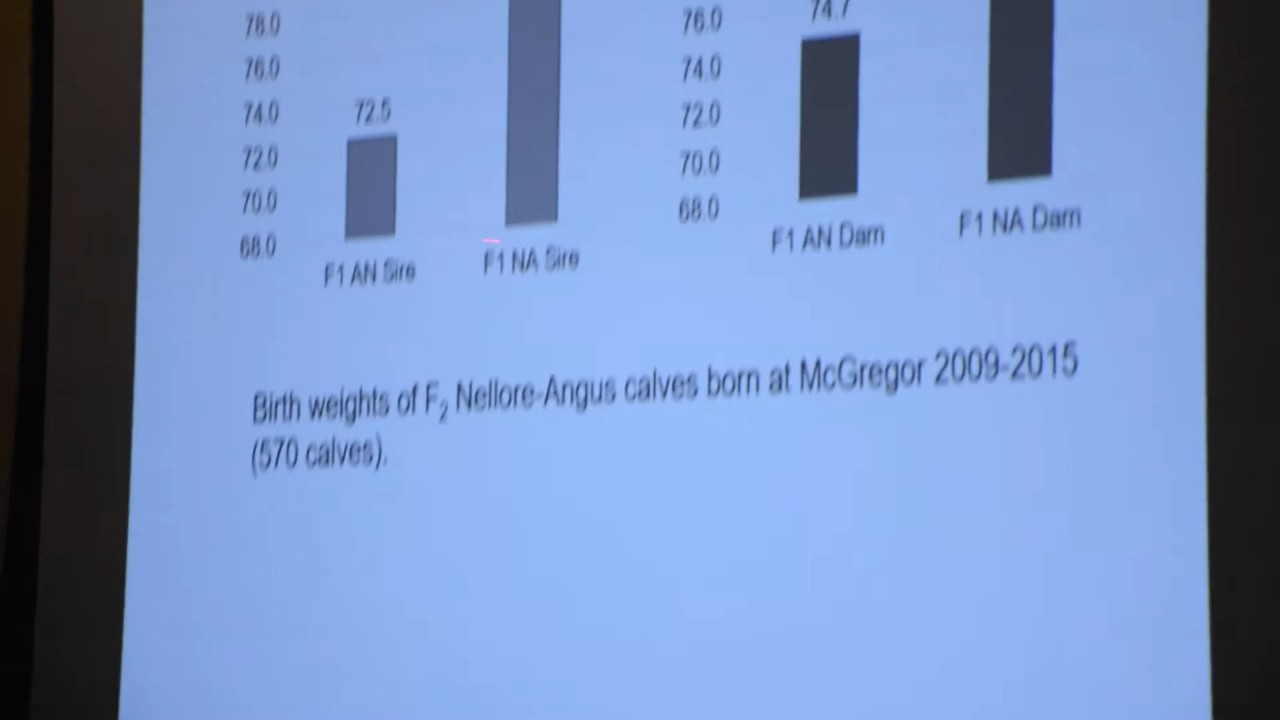 78.0
76.0
74.0
72.0
70.0
68.0
72.5
F1 AN Sire
F1 NA Sire
76.0
74.0
72.0
70.0
68.0
74.7
F1 AN Dam
F1 NA Dam
Birth weights of F₂ Nellore-Angus calves born at McGregor 2009-2015
(570 calves).